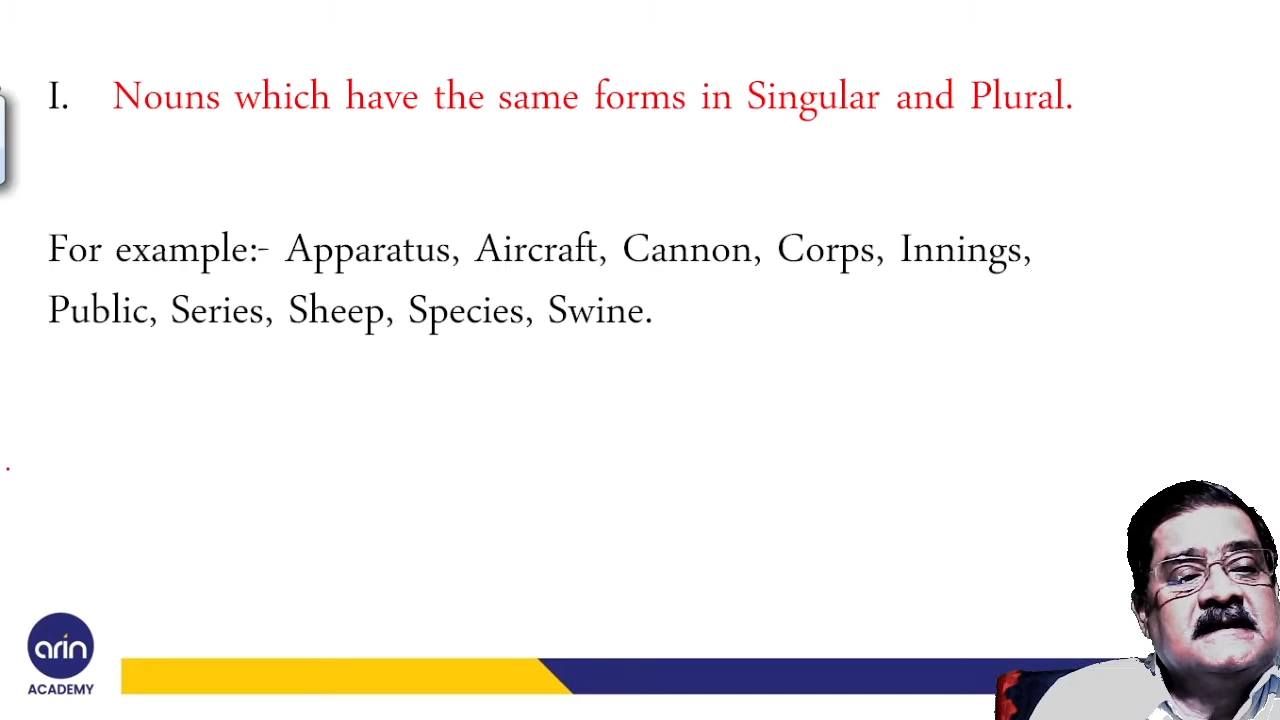 I. Nouns which have the same forms in Singular and Plural.
For example:- Apparatus, Aircraft, Cannon, Corps, Innings,
Public, Series, Sheep, Species, Swine.
arin
ACADEMY